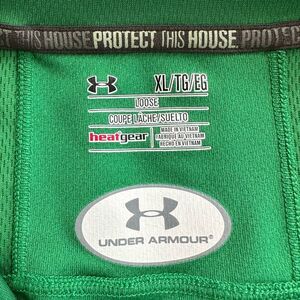 THIS HOUSE PROTECT THIS HOUSE. PROTECT
XL/TG/EG
LOOSE
COUPE LACHE/SUELTO
heatgear
MADE IN VIETNAM
FABRIQUE AU VIETNAM
HECHO EN VIETNAM
UNDER ARMOUR®